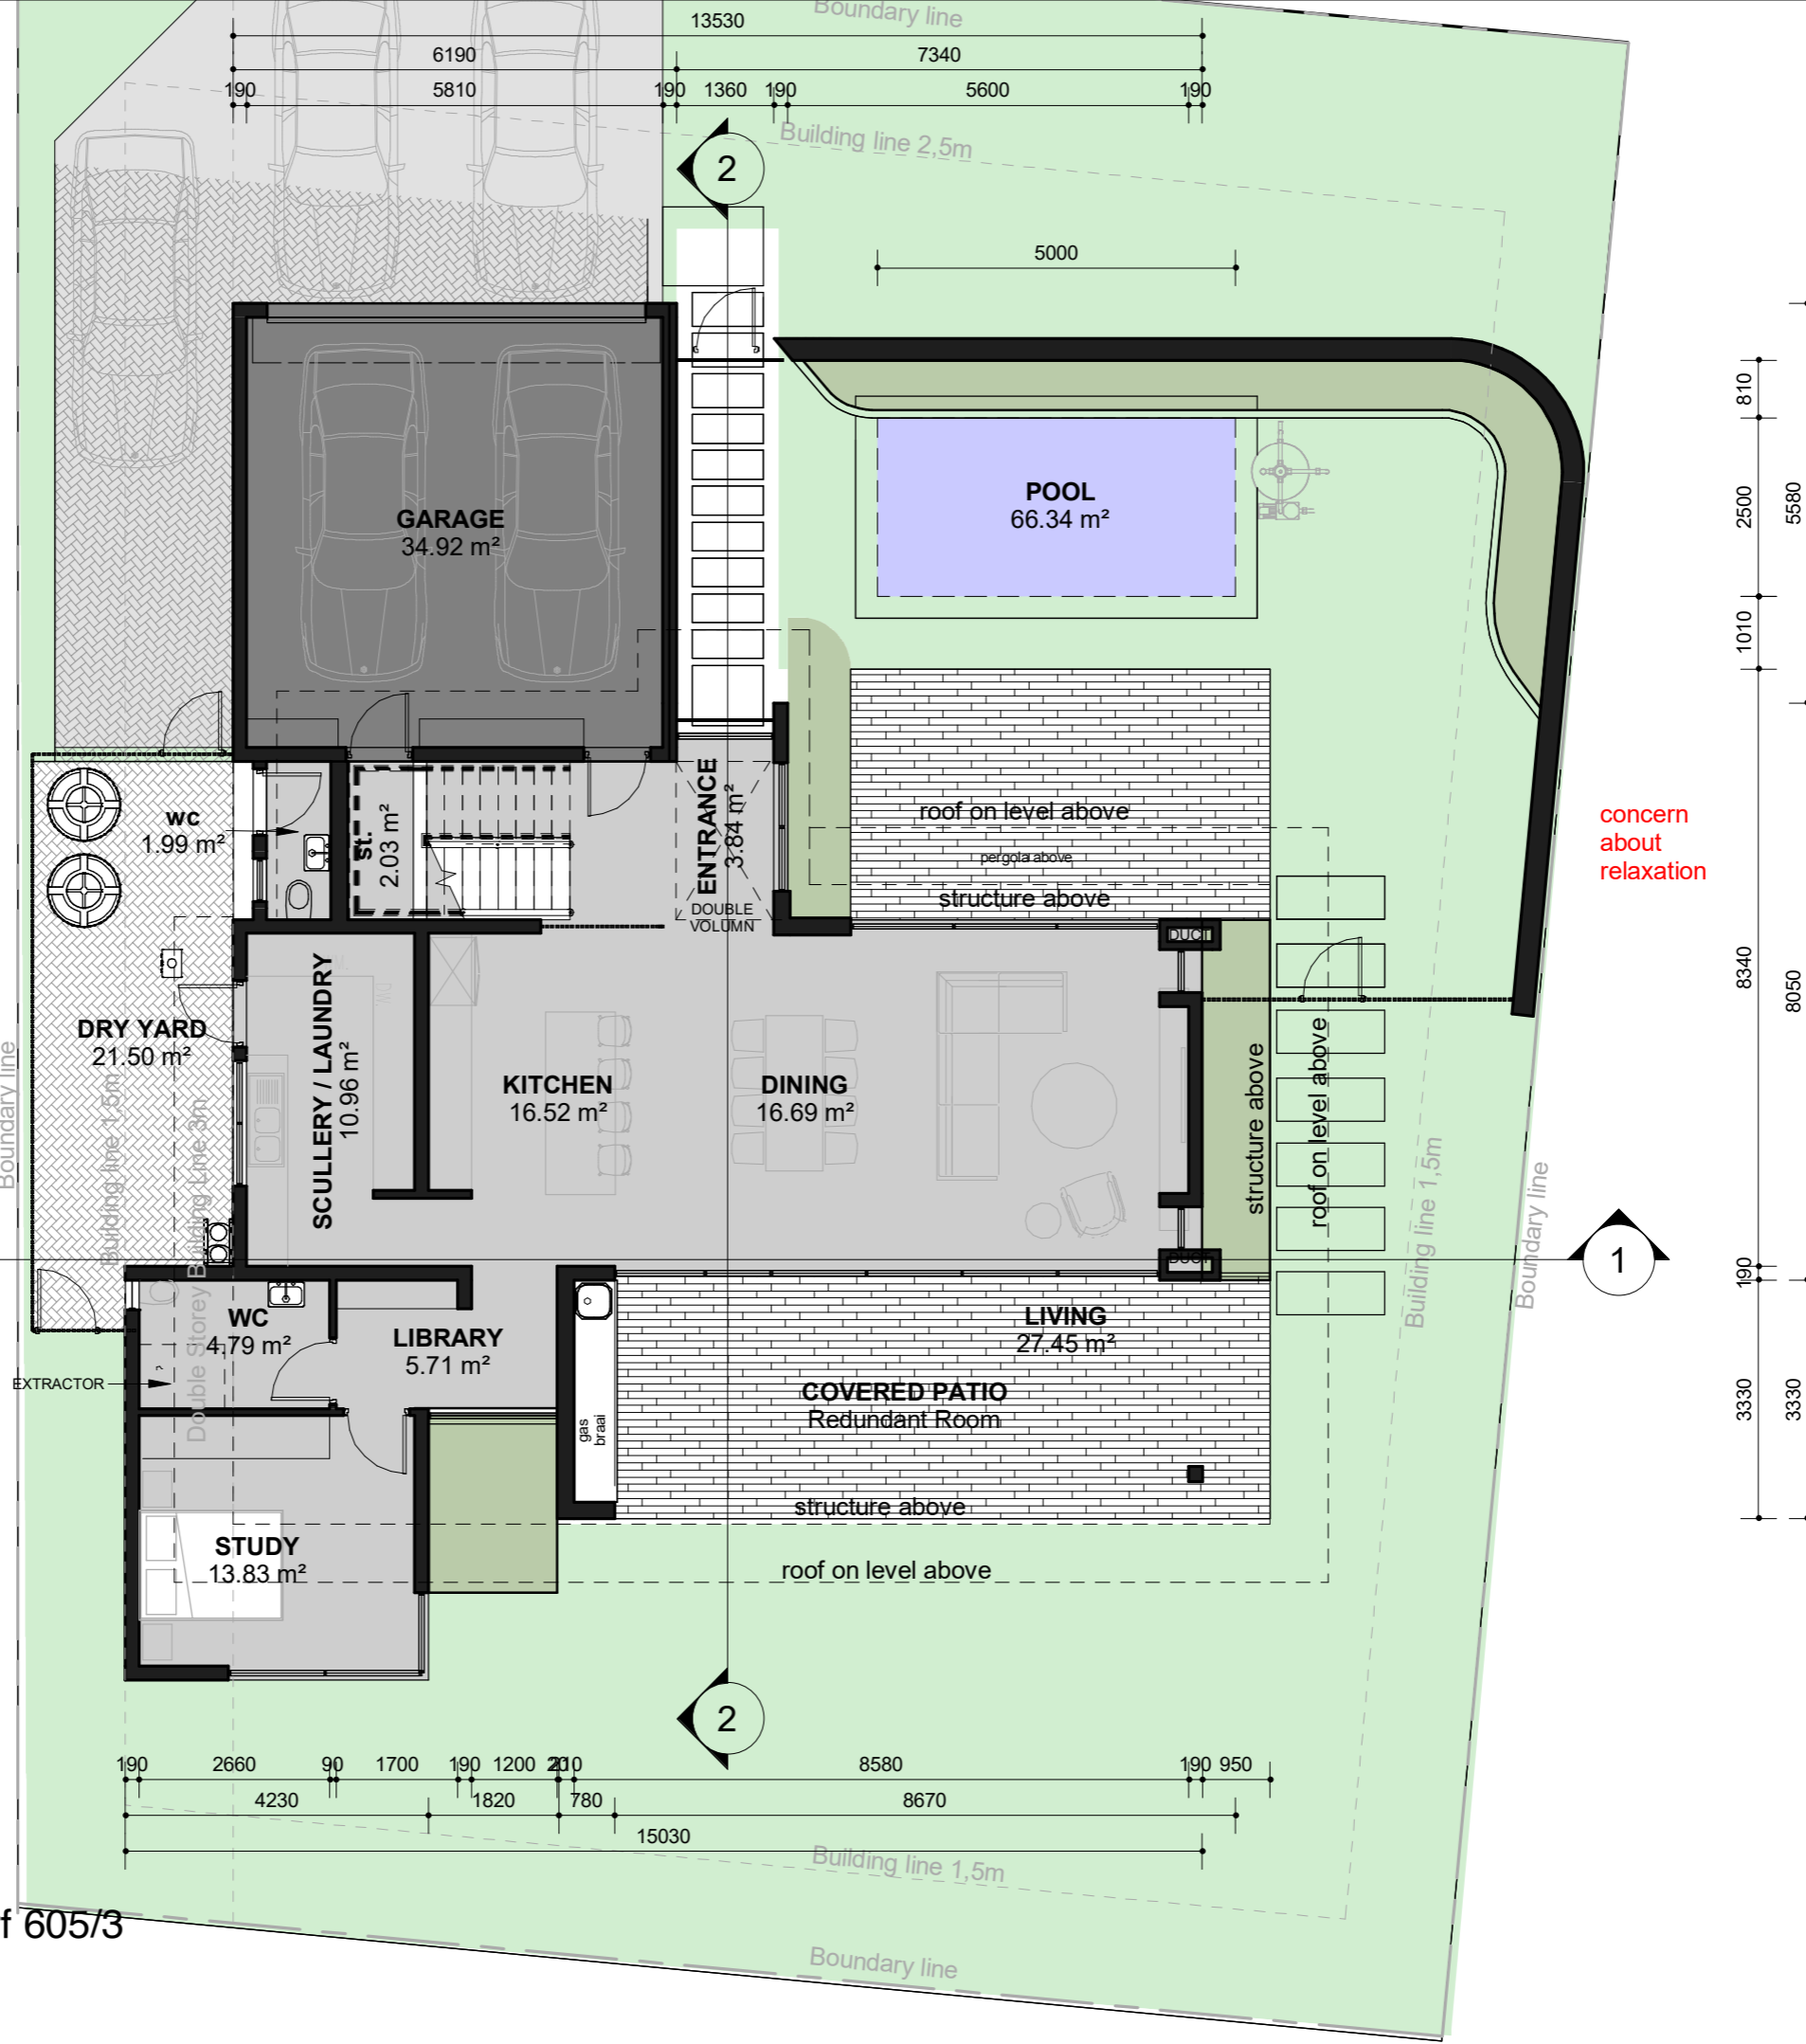 Boundary line
13530
6190
7340
190
5810
190
1360
190
5600
190
Building line 2,5m
2
5000
810
2500
5580
1010
GARAGE
34.92 m²
POOL
66.34 m²
wc
1.99 m²
st.
2.03 m²
ENTRANCE
3.84 m²
DOUBLE
VOLUMN
roof on level above
pergola above
structure above
concern
about
relaxation
DUCT
8340
8050
DRY YARD
21.50 m²
SCULLERY / LAUNDRY
10.96 m²
DW
KITCHEN
16.52 m²
DINING
16.69 m²
structure above
roof on level above
Boundary line
Building line 1,5m
Double Storey Building Line 3m
Building line 1,5m
Boundary line
1
DUCT
190
WC
4.79 m²
LIBRARY
5.71 m²
LIVING
27.45 m²
EXTRACTOR
gas
braai
COVERED PATIO
Redundant Room
3330
3330
structure above
STUDY
13.83 m²
roof on level above
2
190
2660
90
1700
190
1200
210
8580
190
950
4230
1820
780
8670
15030
Building line 1,5m
f 605/3
Boundary line